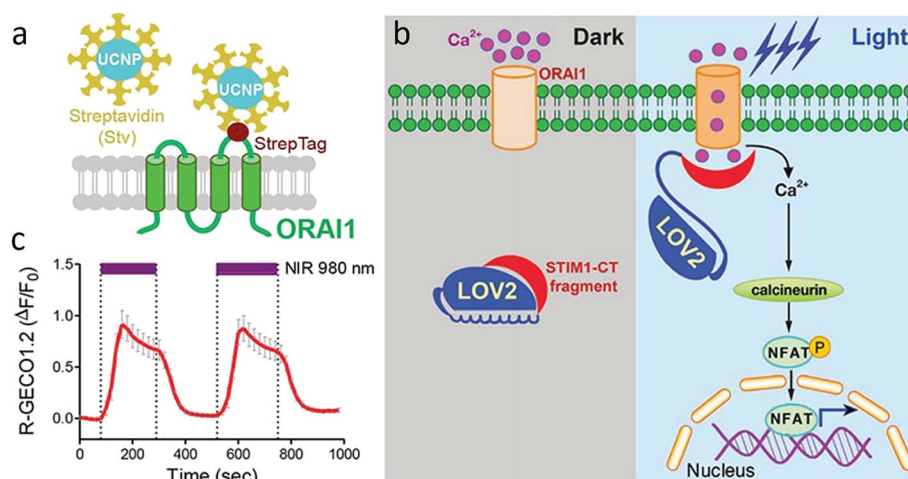 a
UCNP
UCNP
Streptavidin
(Stv)
StrepTag
ORAI1
b
Dark
Light
Ca²⁺
ORAI1
LOV2
STIM1-CT
fragment
LOV2
Ca²⁺
calcineurin
NFAT P
NFAT
Nucleus
c
NIR 980 nm
R-GECO1.2 (ΔF/F₀)
1.5
1.0
0.5
0.0
0 200 400 600 800 1000
Time (sec)